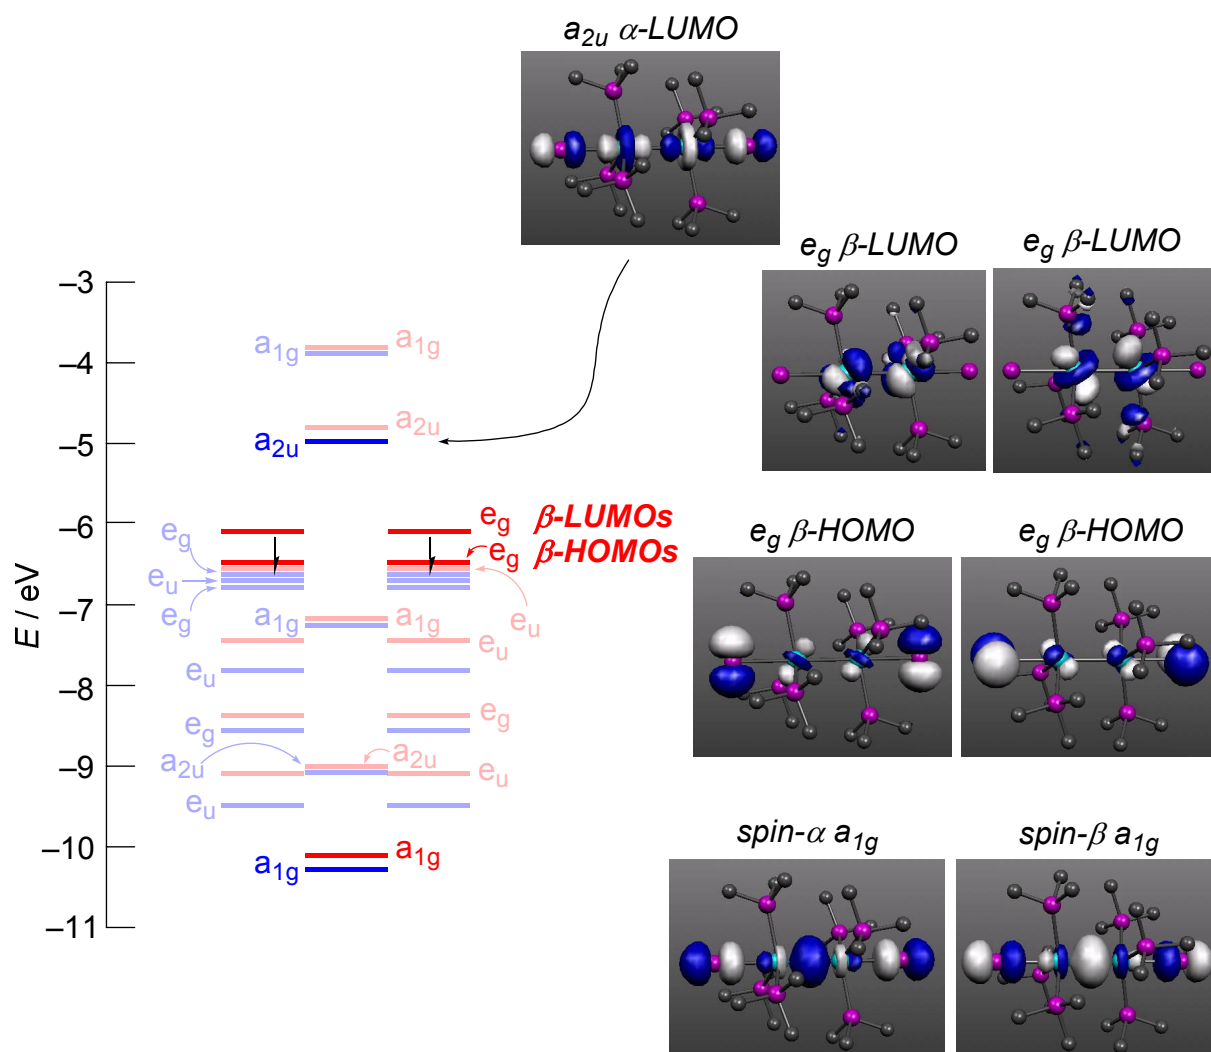 a2u α-LUMO
eg β-LUMO
eg β-LUMO
−3
a1g
a1g
−4
a2u
a2u
−5
−6
eg
eg β-LUMOs
eg β-HOMOs
eg β-HOMO
eg β-HOMO
eu
E / eV
−7
eg
a1g
a1g
eu
eu
eu
−8
eg
eg
−9
a2u
a2u
eu
eu
−10
a1g
a1g
spin-α a1g
spin-β a1g
−11